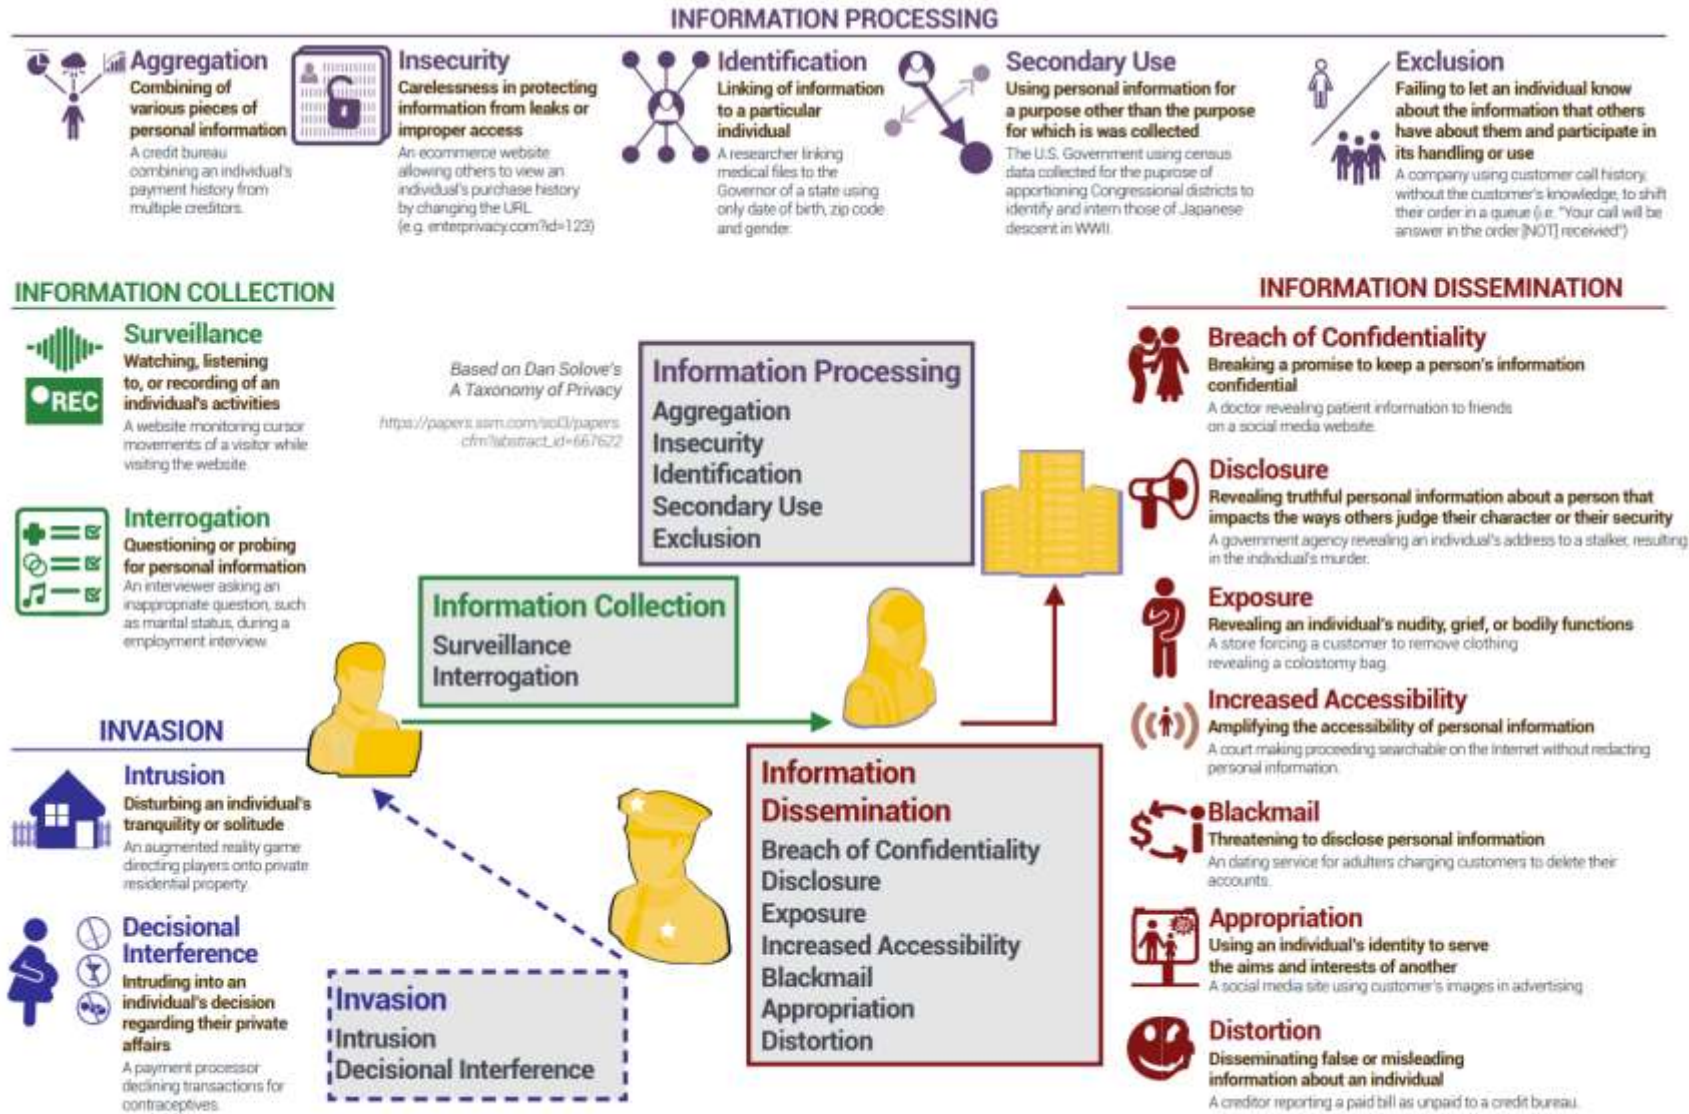 INFORMATION PROCESSING
Aggregation
Combining of
various pieces of
personal information
A credit bureau
combining an individual's
payment history from
multiple creditors.
Insecurity
Carelessness in protecting
information from leaks or
improper access
An ecommerce website
allowing others to view an
individual's purchase history
by changing the URL
(e.g. enterprivacy.com?id=123)
Identification
Linking of information
to a particular
individual
A researcher linking
medical files to the
Governor of a state using
only date of birth, zip code
and gender.
Secondary Use
Using personal information for
a purpose other than the purpose
for which is was collected
The U.S. Government using census
data collected for the puprose of
apportioning Congressional districts to
identify and intern those of Japanese
descent in WWII.
Exclusion
Failing to let an individual know
about the information that others
have about them and participate in
its handling or use
A company using customer call history,
without the customer's knowledge, to shift
their order in a queue (i.e. "Your call will be
answer in the order [NOT] receivied")
INFORMATION COLLECTION
Surveillance
Watching, listening
to, or recording of an
individual's activities
A website monitoring cursor
movements of a visitor while
visiting the website.
REC
Interrogation
Questioning or probing
for personal information
An interviewer asking an
inappropriate question, such
as marital status, during a
employment interview.
INVASION
Intrusion
Disturbing an individual's
tranquility or solitude
An augmented reality game
directing players onto private
residential property.
Decisional
Interference
Intruding into an
individual's decision
regarding their private
affairs
A payment processor
declining transactions for
contraceptives.
Based on Dan Solove's
A Taxonomy of Privacy
https://papers.ssrn.com/sol3/papers.
cfm?abstract_id=667622
Information Processing
Aggregation
Insecurity
Identification
Secondary Use
Exclusion
Information Collection
Surveillance
Interrogation
Invasion
Intrusion
Decisional Interference
Information
Dissemination
Breach of Confidentiality
Disclosure
Exposure
Increased Accessibility
Blackmail
Appropriation
Distortion
INFORMATION DISSEMINATION
Breach of Confidentiality
Breaking a promise to keep a person's information
confidential
A doctor revealing patient information to friends
on a social media website.
Disclosure
Revealing truthful personal information about a person that
impacts the ways others judge their character or their security
A government agency revealing an individual's address to a stalker, resulting
in the individual's murder.
Exposure
Revealing an individual's nudity, grief, or bodily functions
A store forcing a customer to remove clothing
revealing a colostomy bag.
Increased Accessibility
Amplifying the accessibility of personal information
A court making proceeding searchable on the Internet without redacting
personal information.
$
Blackmail
Threatening to disclose personal information
An dating service for adulters charging customers to delete their
accounts.
Appropriation
Using an individual's identity to serve
the aims and interests of another
A social media site using customer's images in advertising
Distortion
Disseminating false or misleading
information about an individual
A creditor reporting a paid bill as unpaid to a credit bureau.